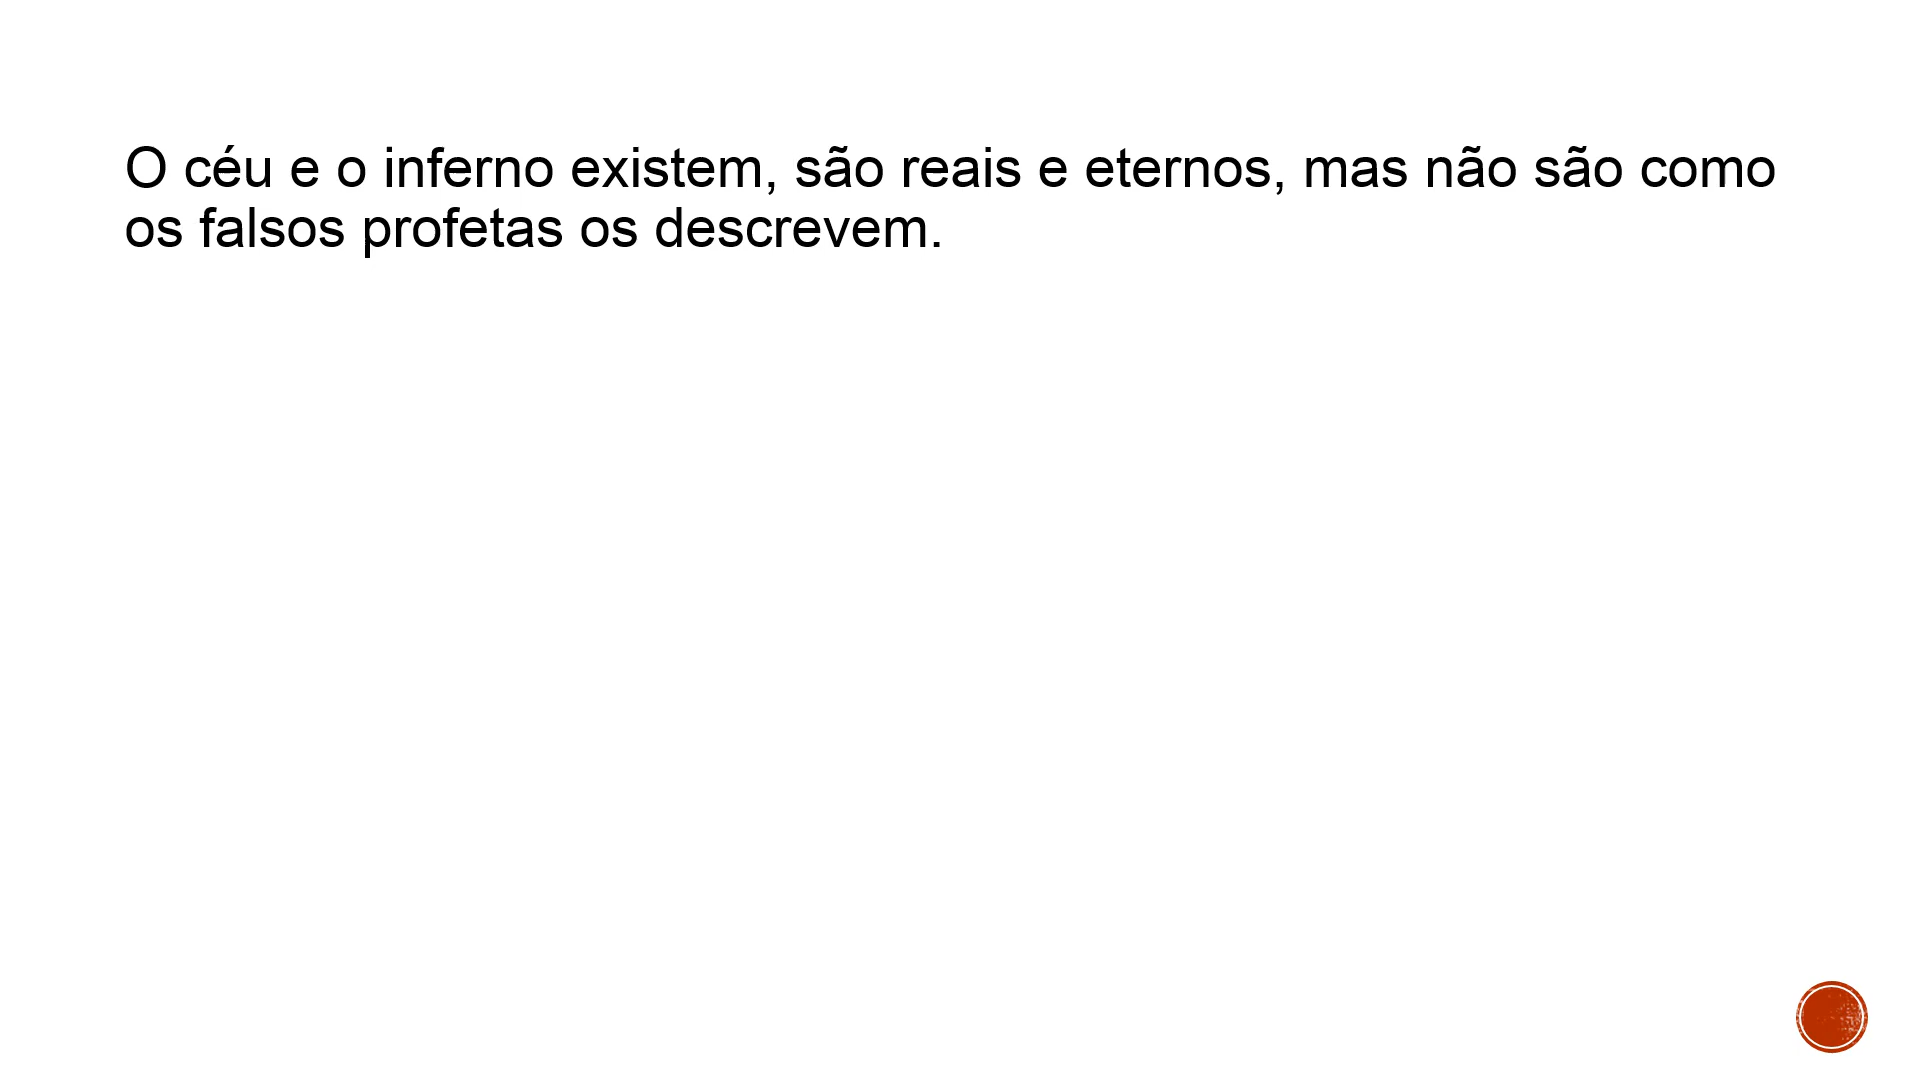 O céu e o inferno existem, são reais e eternos, mas não são como
os falsos profetas os descrevem.